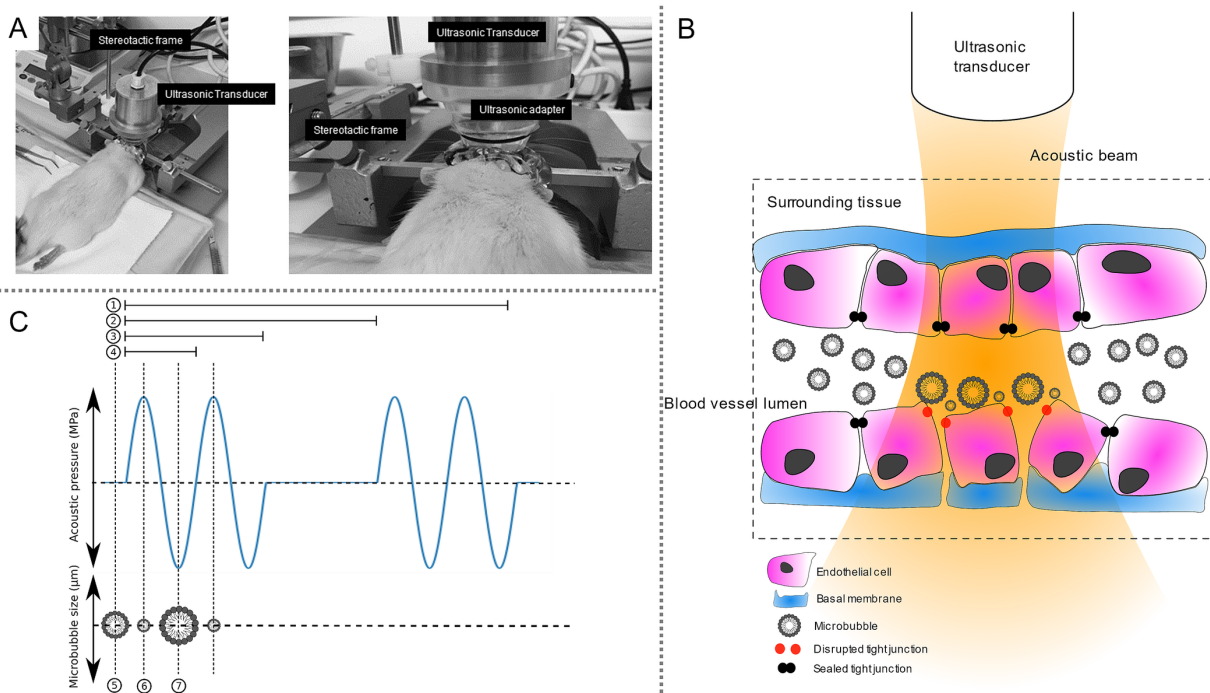 A
Stereotactic frame
Ultrasonic Transducer
Ultrasonic Transducer
Ultrasonic adapter
Stereotactic frame
B
Ultrasonic
transducer
Acoustic beam
Surrounding tissue
Blood vessel lumen
Endothelial cell
Basal membrane
Microbubble
Disrupted tight junction
Sealed tight junction
C
①
②
③
④
Acoustic pressure (MPa)
Microbubble size (μm)
⑤ ⑥ ⑦